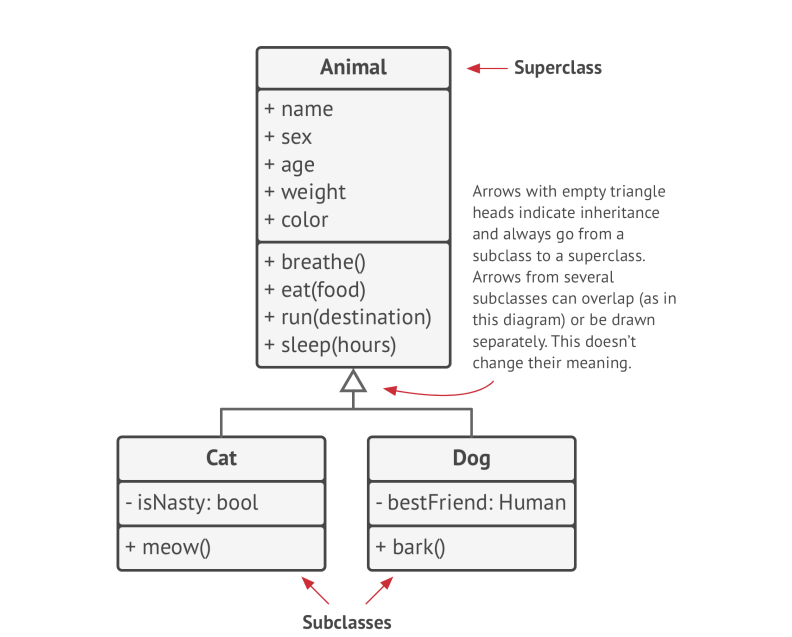 Animal
Superclass
+ name
+ sex
+ age
+ weight
+ color
+ breathe()
+ eat(food)
+ run(destination)
+ sleep(hours)
Arrows with empty triangle
heads indicate inheritance
and always go from a
subclass to a superclass.
Arrows from several
subclasses can overlap (as in
this diagram) or be drawn
separately. This doesn’t
change their meaning.
Cat
- isNasty: bool
+ meow()
Dog
- bestFriend: Human
+ bark()
Subclasses